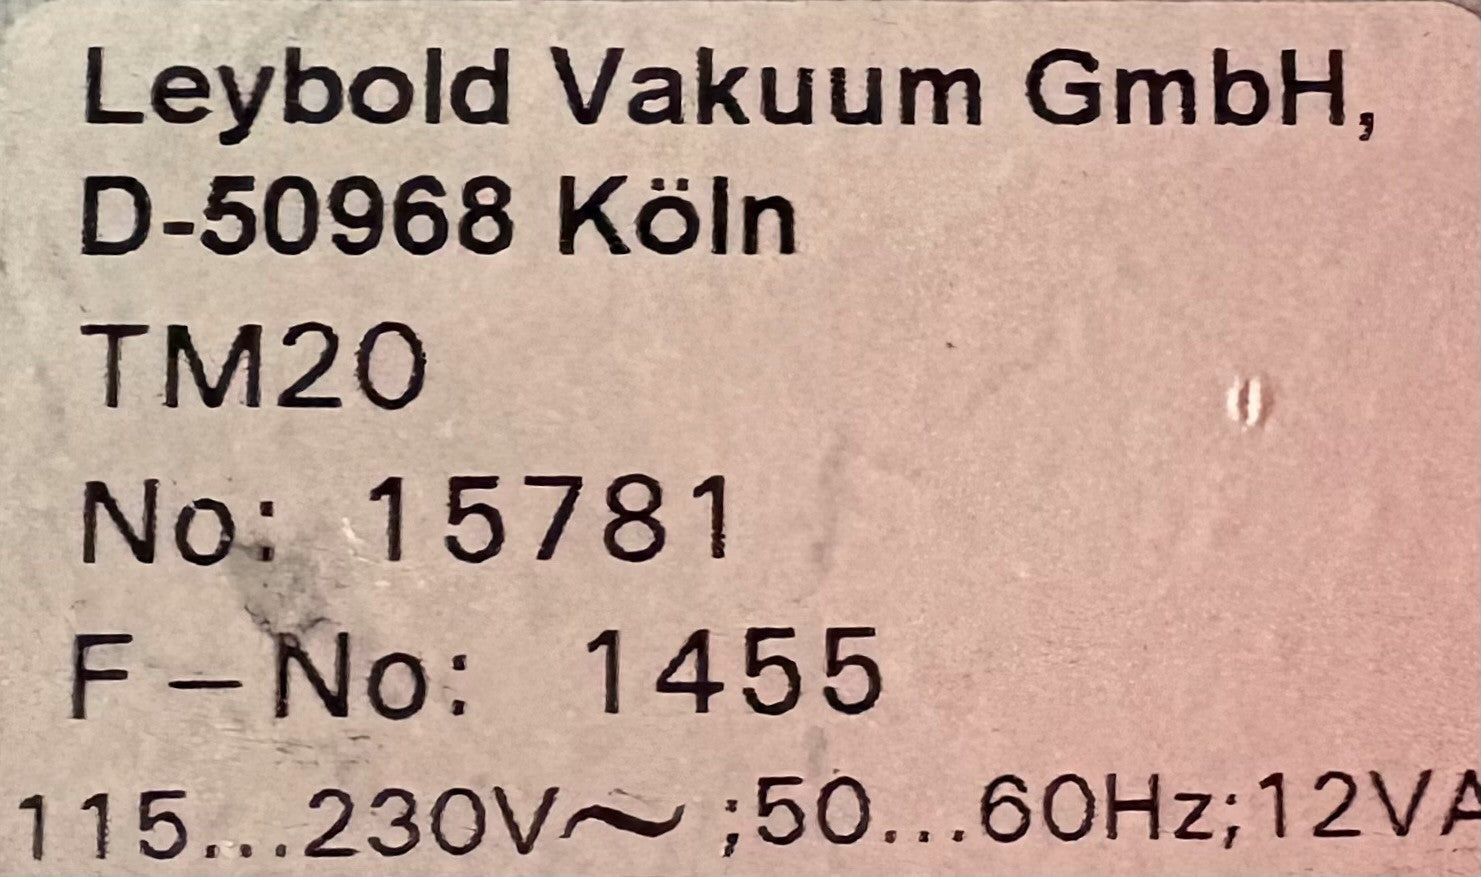 Leybold Vakuum GmbH,
D-50968 Köln
TM20
No: 15781
F-No: 1455
115...230V~;50...60Hz;12VA